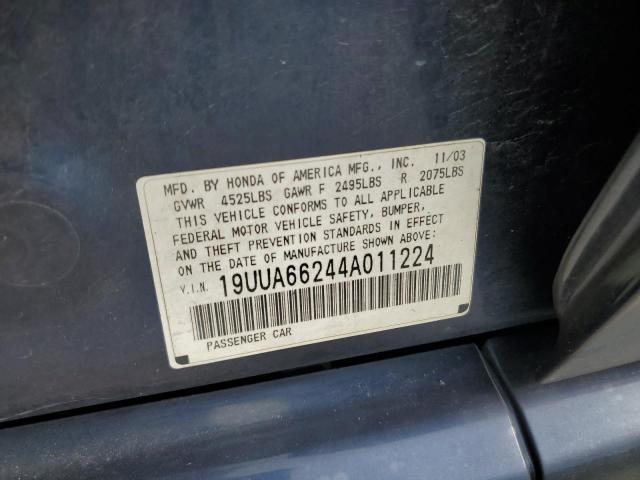 MFD. BY HONDA OF AMERICA MFG., INC. 11/03
GVWR 4525LBS GAWR F 2495LBS R 2075LBS
THIS VEHICLE CONFORMS TO ALL APPLICABLE
FEDERAL MOTOR VEHICLE SAFETY, BUMPER,
AND THEFT PREVENTION STANDARDS IN EFFECT
ON THE DATE OF MANUFACTURE SHOWN ABOVE:
V.I.N. 19UUA66244A011224
PASSENGER CAR